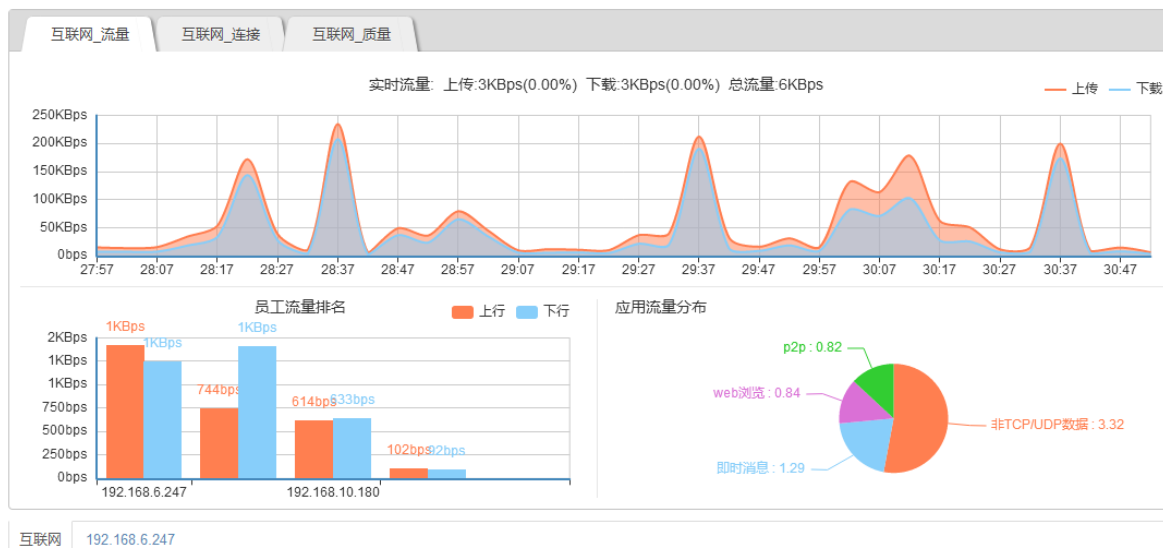 互联网_流量 互联网_连接 互联网_质量
实时流量: 上传:3KBps(0.00%) 下载:3KBps(0.00%) 总流量:6KBps
上传 下载
250KBps
200KBps
150KBps
100KBps
50KBps
0bps
27:57 28:07 28:17 28:27 28:37 28:47 28:57 29:07 29:17 29:27 29:37 29:47 29:57 30:07 30:17 30:27 30:37 30:47
员工流量排名
上行 下行
2KBps
1KBps
1KBps
750bps
500bps
250bps
0bps
1KBps
1KBps
744bps
1KBps
614bps
633bps
102bps
92bps
192.168.6.247 192.168.10.180
应用流量分布
p2p : 0.82
web浏览 : 0.84
即时消息 : 1.29
非TCP/UDP数据 : 3.32
互联网 192.168.6.247